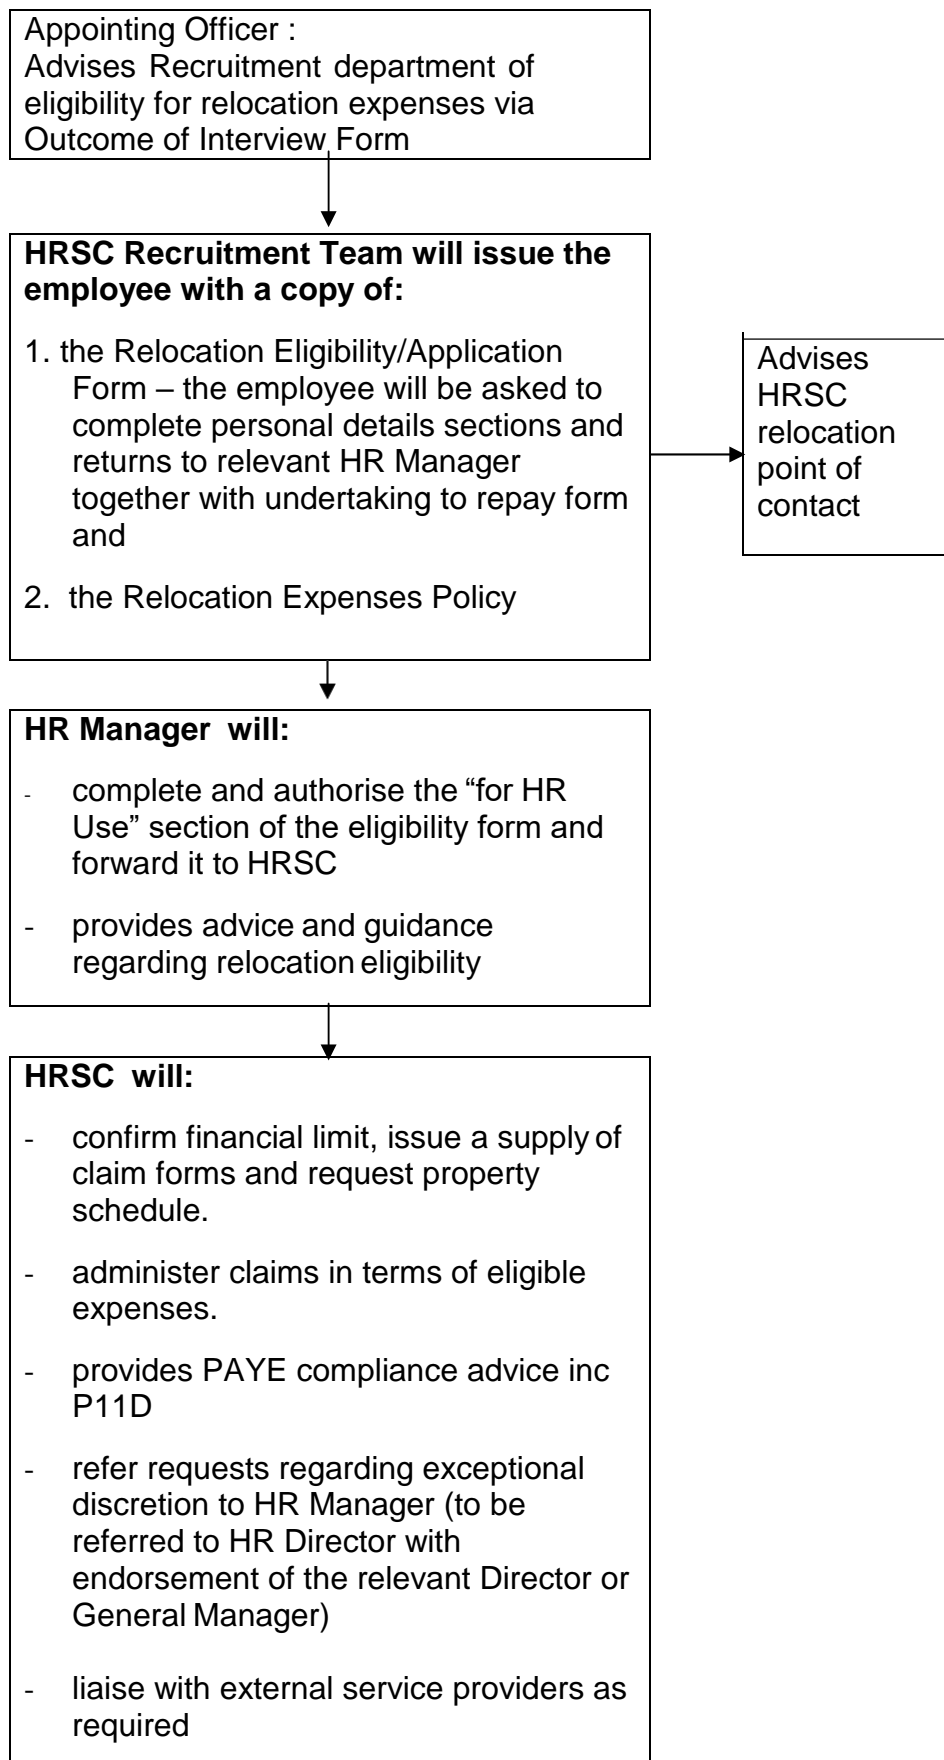 Appointing Officer :
Advises Recruitment department of
eligibility for relocation expenses via
Outcome of Interview Form
HRSC Recruitment Team will issue the
employee with a copy of:
1. the Relocation Eligibility/Application
Form – the employee will be asked to
complete personal details sections and
returns to relevant HR Manager
together with undertaking to repay form
and
2. the Relocation Expenses Policy
Advises
HRSC
relocation
point of
contact
HR Manager will:
- complete and authorise the “for HR
Use” section of the eligibility form and
forward it to HRSC
- provides advice and guidance
regarding relocation eligibility
HRSC will:
- confirm financial limit, issue a supply of
claim forms and request property
schedule.
- administer claims in terms of eligible
expenses.
- provides PAYE compliance advice inc
P11D
- refer requests regarding exceptional
discretion to HR Manager (to be
referred to HR Director with
endorsement of the relevant Director or
General Manager)
- liaise with external service providers as
required